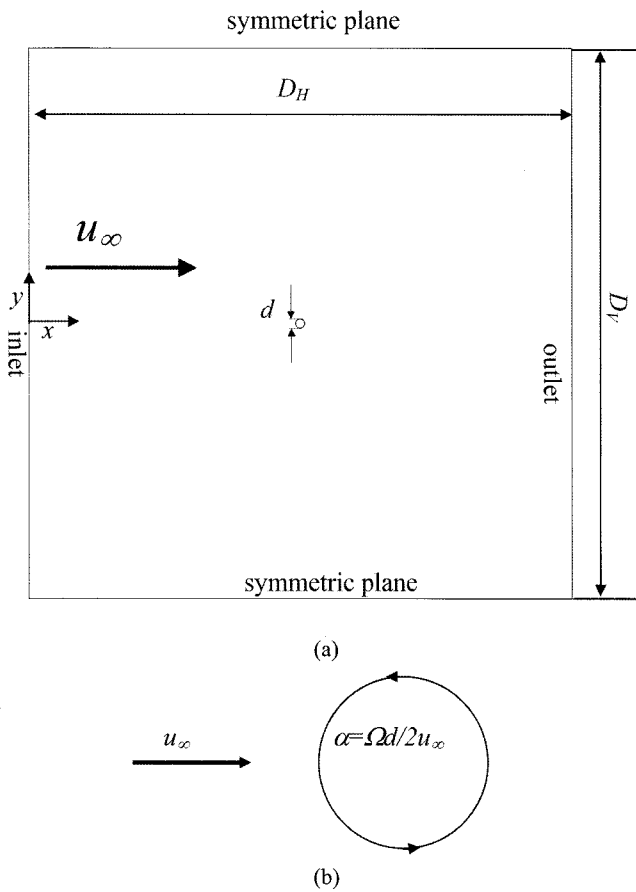 symmetric plane
D_H
u_∞
y
x
d
inlet
outlet
D_V
symmetric plane
(a)
u_∞
α=Ωd/2u_∞
(b)